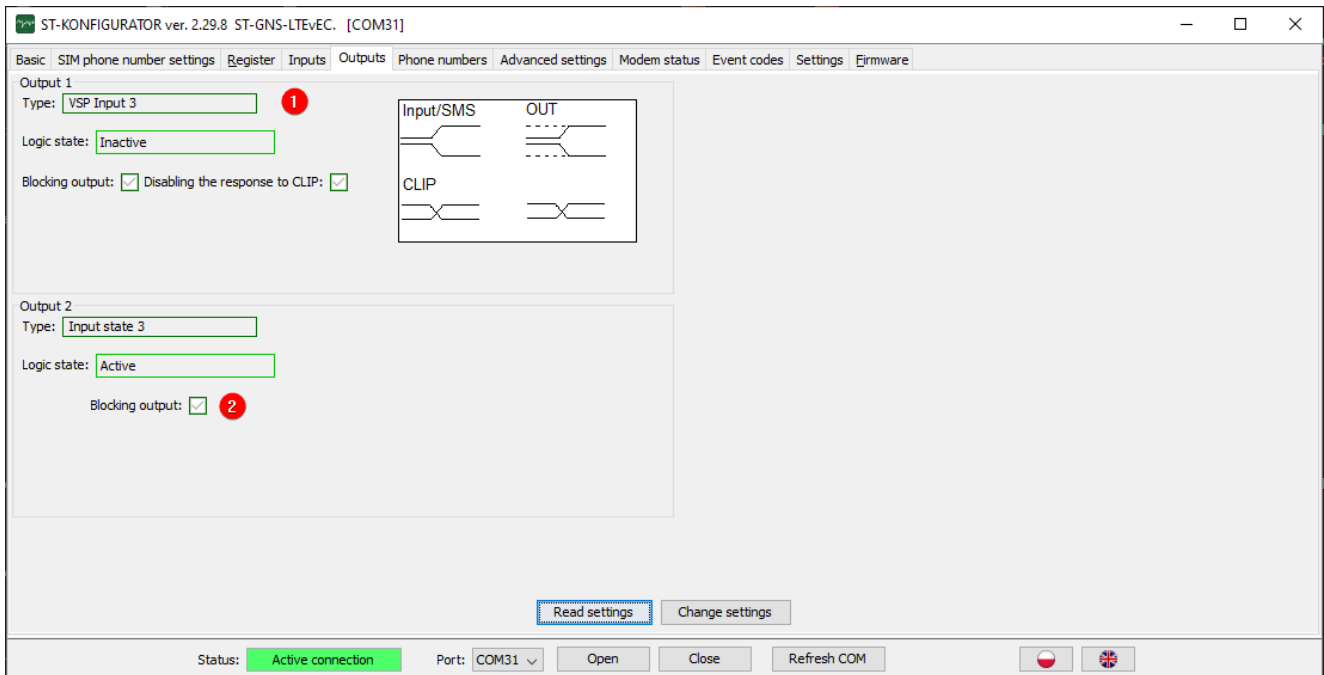 ST-KONFIGURATOR ver. 2.29.8 ST-GNS-LTEvEC. [COM31]
Basic SIM phone number settings Register Inputs Outputs Phone numbers Advanced settings Modem status Event codes Settings Firmware
Output 1
Type: VSP Input 3
1
Logic state: Inactive
Blocking output: Disabling the response to CLIP:
Input/SMS OUT
CLIP
Output 2
Type: Input state 3
Logic state: Active
Blocking output:
2
Read settings Change settings
Status: Active connection Port: COM31 Open Close Refresh COM